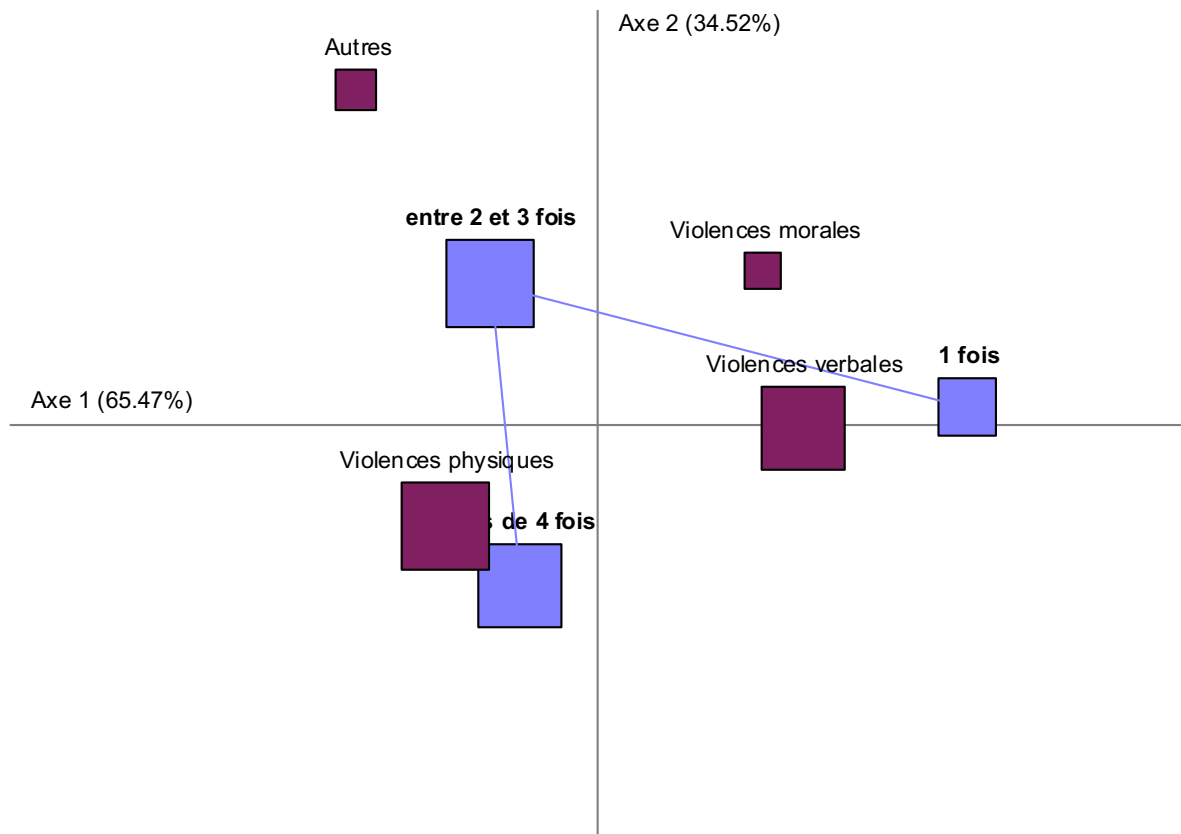 Axe 2 (34.52%)
Autres
entre 2 et 3 fois
Violences morales
1 fois
Violences verbales
Axe 1 (65.47%)
Violences physiques
de 4 fois